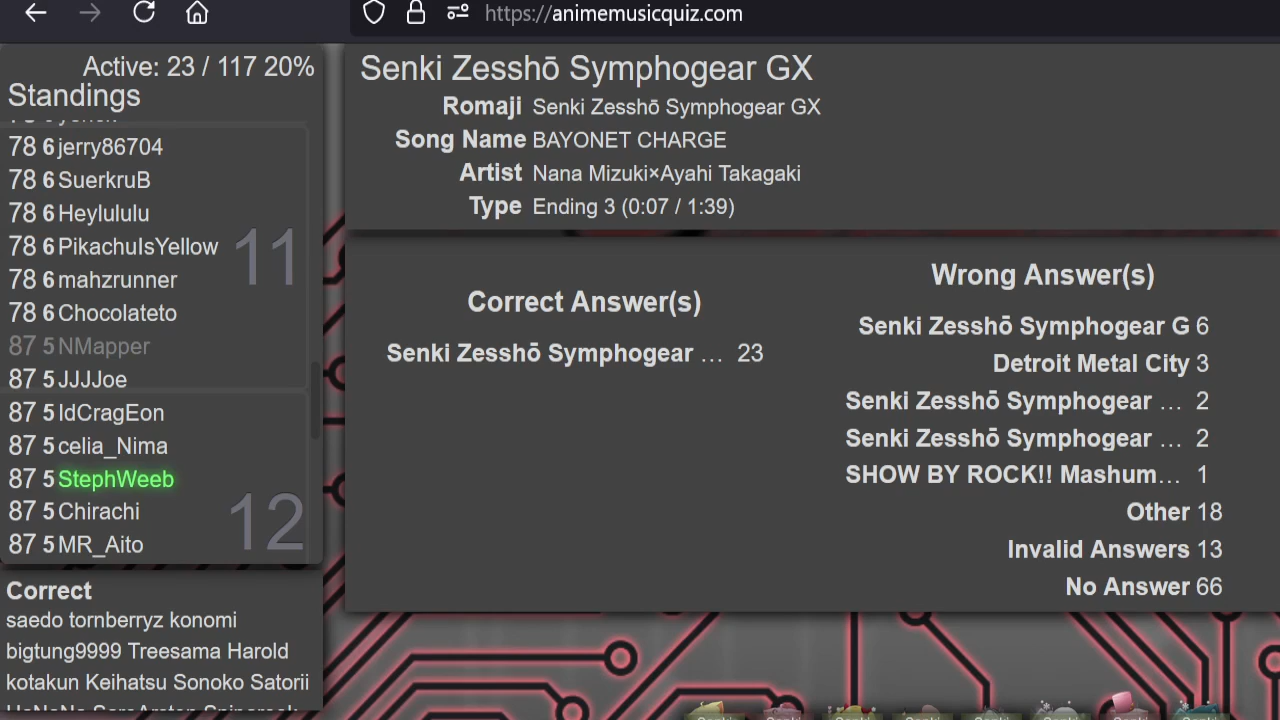 https://animemusicquiz.com
Active: 23 / 117 20%
Standings
78 6 jerry86704
78 6 SuerkruB
78 6 Heylululu
78 6 PikachuIsYellow
11
78 6 mahzrunner
78 6 Chocolateto
87 5 NMapper
87 5 JJJJoe
87 5 IdCragEon
87 5 celia_Nima
87 5 StephWeeb
87 5 Chirachi
12
87 5 MR_Aito
Correct
saedo tornberryz konomi
bigtung9999 Treesama Harold
kotakun Keihatsu Sonoko Satorii
Senki Zesshō Symphogear GX
Romaji Senki Zesshō Symphogear GX
Song Name BAYONET CHARGE
Artist Nana Mizuki×Ayahi Takagaki
Type Ending 3 (0:07 / 1:39)
Correct Answer(s)
Senki Zesshō Symphogear … 23
Wrong Answer(s)
Senki Zesshō Symphogear G 6
Detroit Metal City 3
Senki Zesshō Symphogear … 2
Senki Zesshō Symphogear … 2
SHOW BY ROCK!! Mashum… 1
Other 18
Invalid Answers 13
No Answer 66